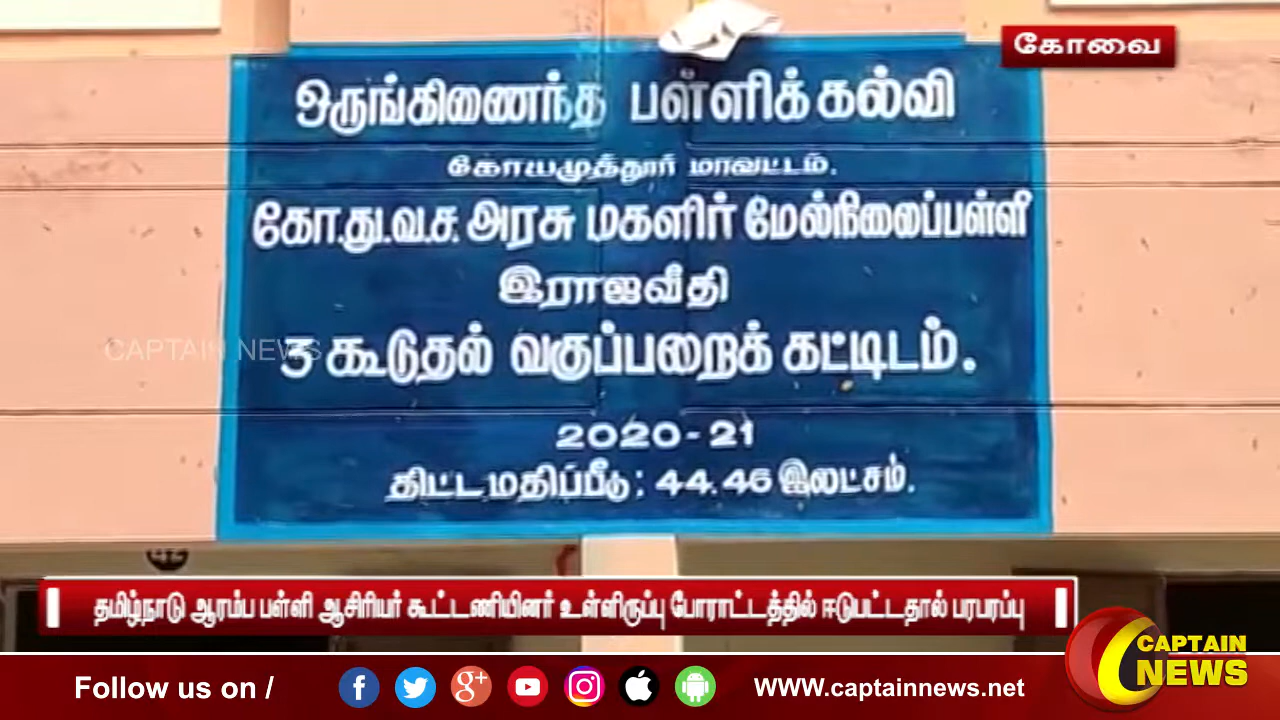 கோவை
ஒருங்கிணைந்த பள்ளிக் கல்வி
கோயமுத்தூர் மாவட்டம்.
கோ.து.வ.ச. அரசு மகளிர் மேல்நிலைப்பள்ளி
இராஜவீதி
3 கூடுதல் வகுப்பறைக் கட்டிடம்.
CAPTAIN NEWS
2020-21
திட்டமதிப்பீடு: 44.46 இலட்சம்.
தமிழ்நாடு ஆரம்ப பள்ளி ஆசிரியர் கூட்டணியினர் உள்ளிருப்பு போராட்டத்தில் ஈடுபட்டதால் பரபரப்பு
Follow us on /
WWW.captainnews.net
CAPTAIN
NEWS